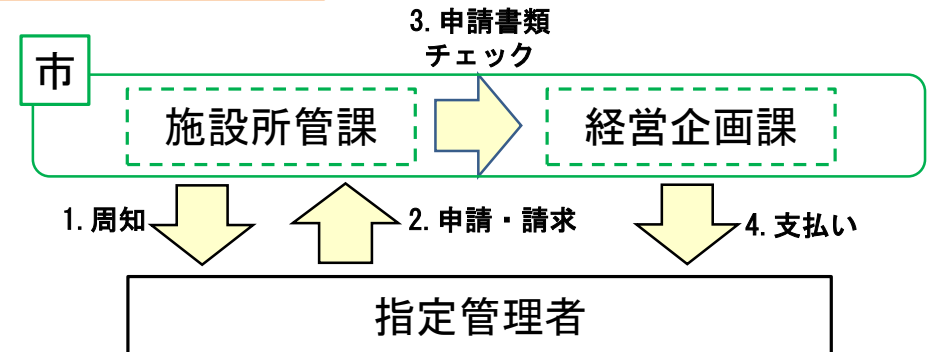 3. 申請書類
チェック
市
施設所管課
経営企画課
1. 周知
2. 申請・請求
4. 支払い
指定管理者